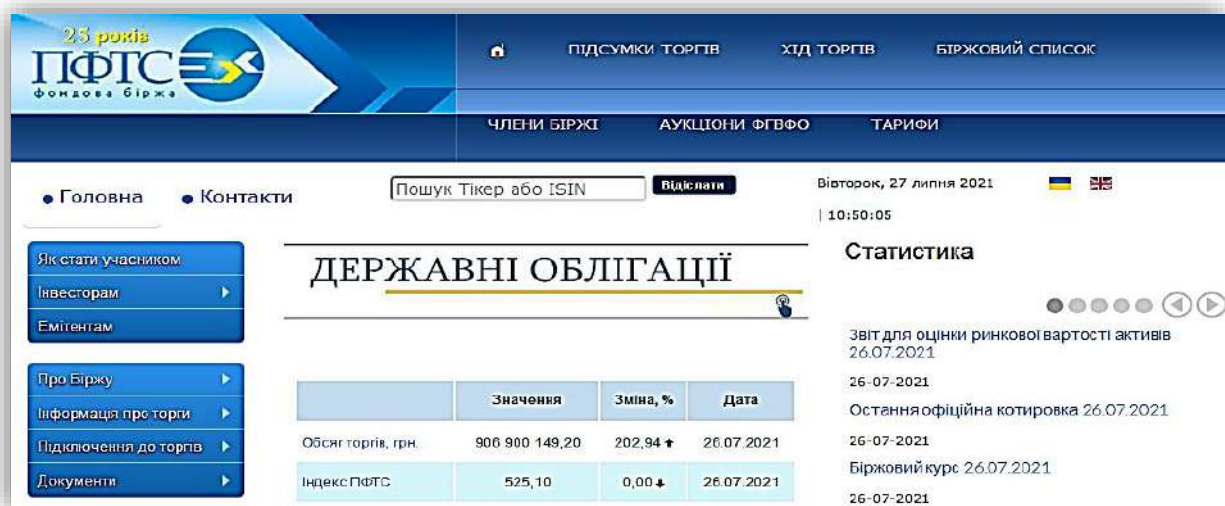 25 років
ПФТС
фондова біржа
ПІДСУМКИ ТОРГІВ ХІД ТОРГІВ БІРЖОВИЙ СПИСОК
ЧЛЕНИ БІРЖІ АУКЦІОНИ ФГВФО ТАРИФИ
• Головна • Контакти
Пошук Тікер або ISIN Відіслати
Вівторок, 27 липня 2021
| 10:50:05
Як стати учасником
Інвесторам
Емітентам
Про Біржу
Інформація про торги
Підключення до торгів
Документи
ДЕРЖАВНІ ОБЛІГАЦІЇ
Значення Зміна, % Дата
Обсяг торгів, грн. 906 900 149,20 202,94 26.07.2021
Індекс ПФТС 525,10 0,00 26.07.2021
Статистика
Звіт для оцінки ринкової вартості активів
26.07.2021
26-07-2021
Остання офіційна котировка 26.07.2021
26-07-2021
Біржовий курс 26.07.2021
26-07-2021